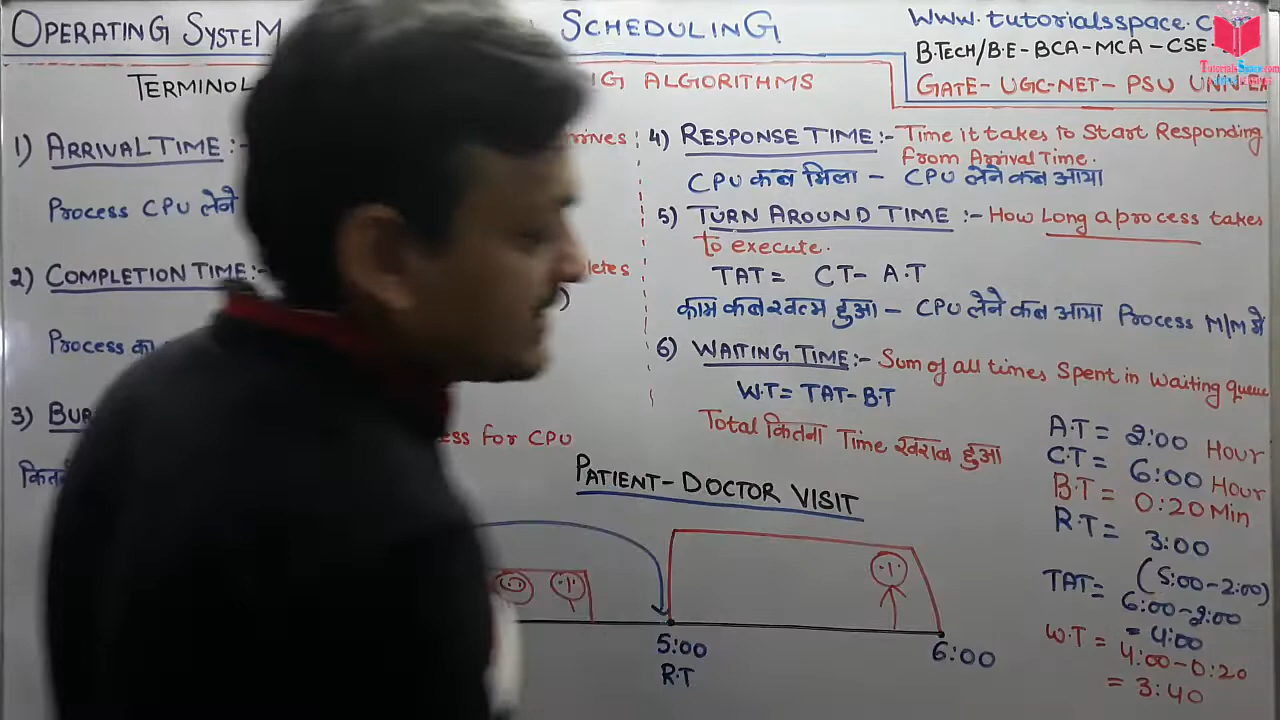 OPERATING SYSTEM
SCHEDULING
www.tutorialsspace.c
B.TECH/B.E-BCA-MCA-CSE-
GATE-UGC-NET-PSU UNN-EX
TutorialsSpace.com
ALGORITHMS
1) ARRIVAL TIME:-
Process CPU लेने
2) COMPLETION TIME:-
Process का
3)
for CPU
4) RESPONSE TIME:- Time it takes to Start Responding
from Arrival Time.
CPU कब मिला - CPU लेने कब आया
5) TURN AROUND TIME:- How Long a process takes
to execute.
TAT = CT- A.T
काम कब खत्म हुआ - CPU लेने कब आया Process M/M में
6) WAITING TIME:- Sum of all times Spent in waiting queue
W.T = TAT-B.T
Total कितना Time खराब हुआ
PATIENT-DOCTOR VISIT
5:00
R.T
6:00
A.T = 2:00 Hour
C.T = 6:00 Hour
B.T = 0:20 Min
R.T = 3:00
(5:00-2:00)
TAT = 6:00-2:00
= 4:00
W.T = 4:00-0:20
= 3:40